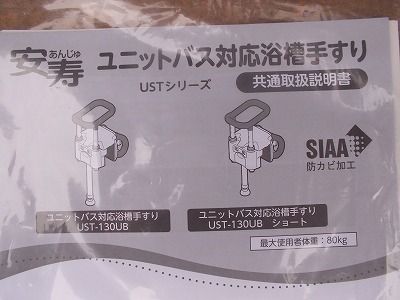 あんじゅ
安寿 ユニットバス対応浴槽手すり
USTシリーズ
共通取扱説明書
SIAA
防カビ加工
ユニットバス対応浴槽手すり
UST-130UB
ユニットバス対応浴槽手すり
UST-130UB ショート
最大使用者体重：80kg